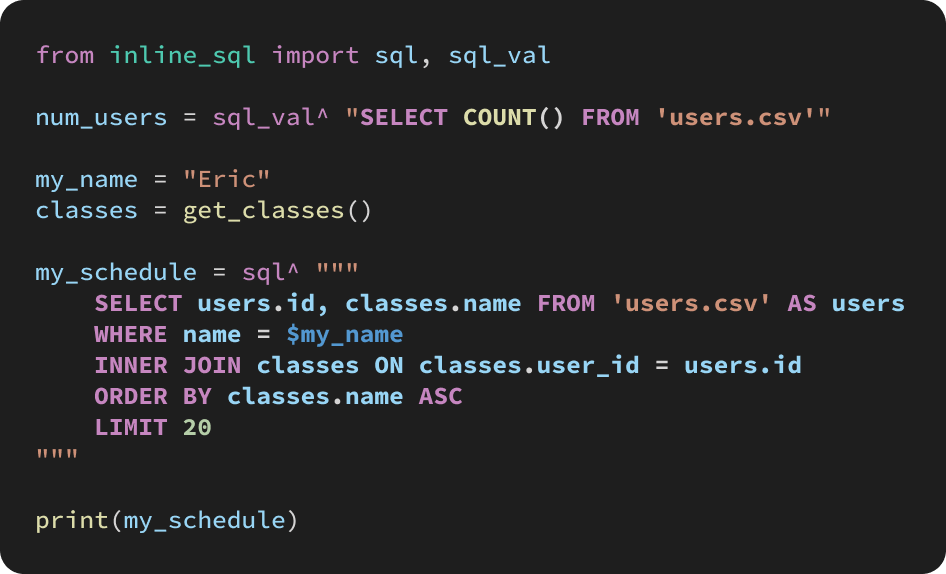 from inline_sql import sql, sql_val

num_users = sql_val^ "SELECT COUNT() FROM 'users.csv'"

my_name = "Eric"
classes = get_classes()

my_schedule = sql^ """
    SELECT users.id, classes.name FROM 'users.csv' AS users
    WHERE name = $my_name
    INNER JOIN classes ON classes.user_id = users.id
    ORDER BY classes.name ASC
    LIMIT 20
"""

print(my_schedule)